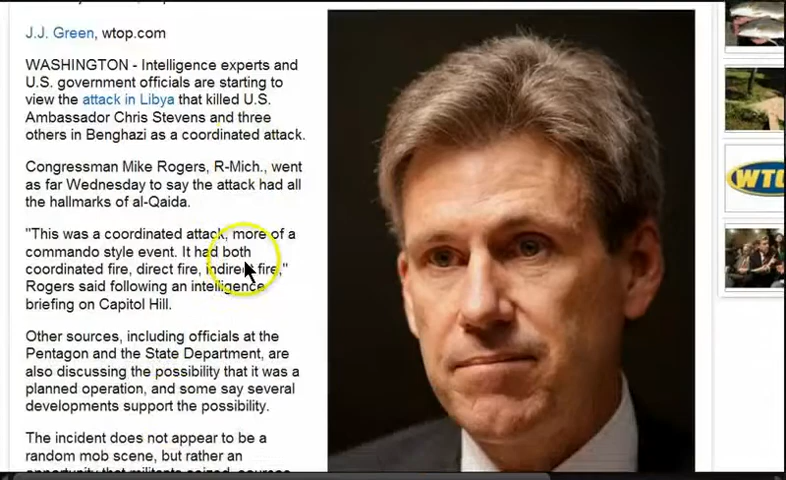 J.J. Green, wtop.com
WASHINGTON - Intelligence experts and
U.S. government officials are starting to
view the attack in Libya that killed U.S.
Ambassador Chris Stevens and three
others in Benghazi as a coordinated attack.
Congressman Mike Rogers, R-Mich., went
as far Wednesday to say the attack had all
the hallmarks of al-Qaida.
"This was a coordinated attack, more of a
commando style event. It had both
coordinated fire, direct fire, indirect fire,"
Rogers said following an intelligence
briefing on Capitol Hill.
Other sources, including officials at the
Pentagon and the State Department, are
also discussing the possibility that it was a
planned operation, and some say several
developments support the possibility.
The incident does not appear to be a
random mob scene, but rather an
opportunity that militants seized, sources
WTO